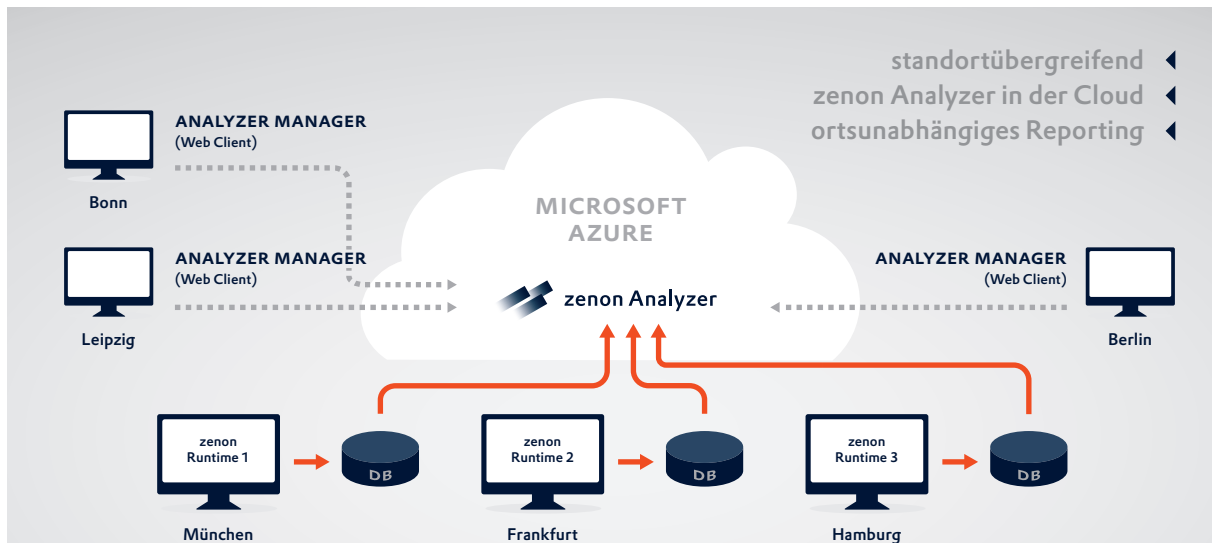 standortübergreifend
zenon Analyzer in der Cloud
ortsunabhängiges Reporting
ANALYZER MANAGER
(Web Client)
Bonn
MICROSOFT
AZURE
ANALYZER MANAGER
(Web Client)
Leipzig
zenon Analyzer
ANALYZER MANAGER
(Web Client)
Berlin
zenon
Runtime 1
DB
München
zenon
Runtime 2
DB
Frankfurt
zenon
Runtime 3
DB
Hamburg